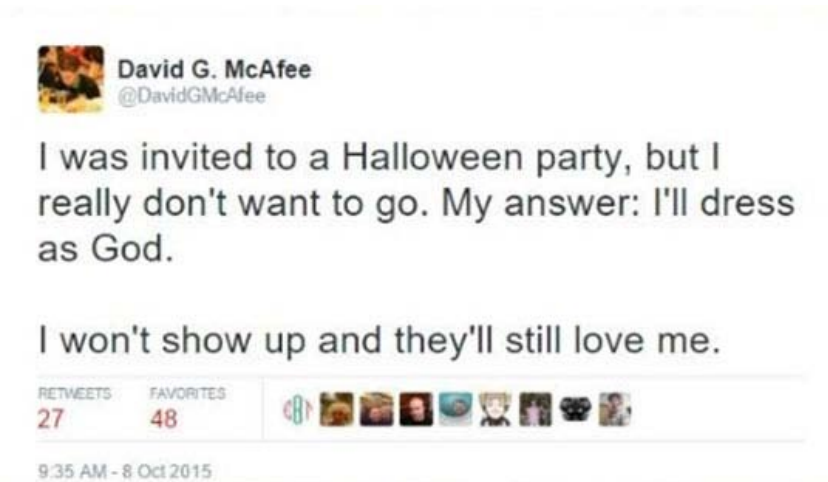 David G. McAfee
@DavidGMcAfee
I was invited to a Halloween party, but I
really don't want to go. My answer: I'll dress
as God.
I won't show up and they'll still love me.
RETWEETS FAVORITES
27 48
9:35 AM - 8 Oct 2015